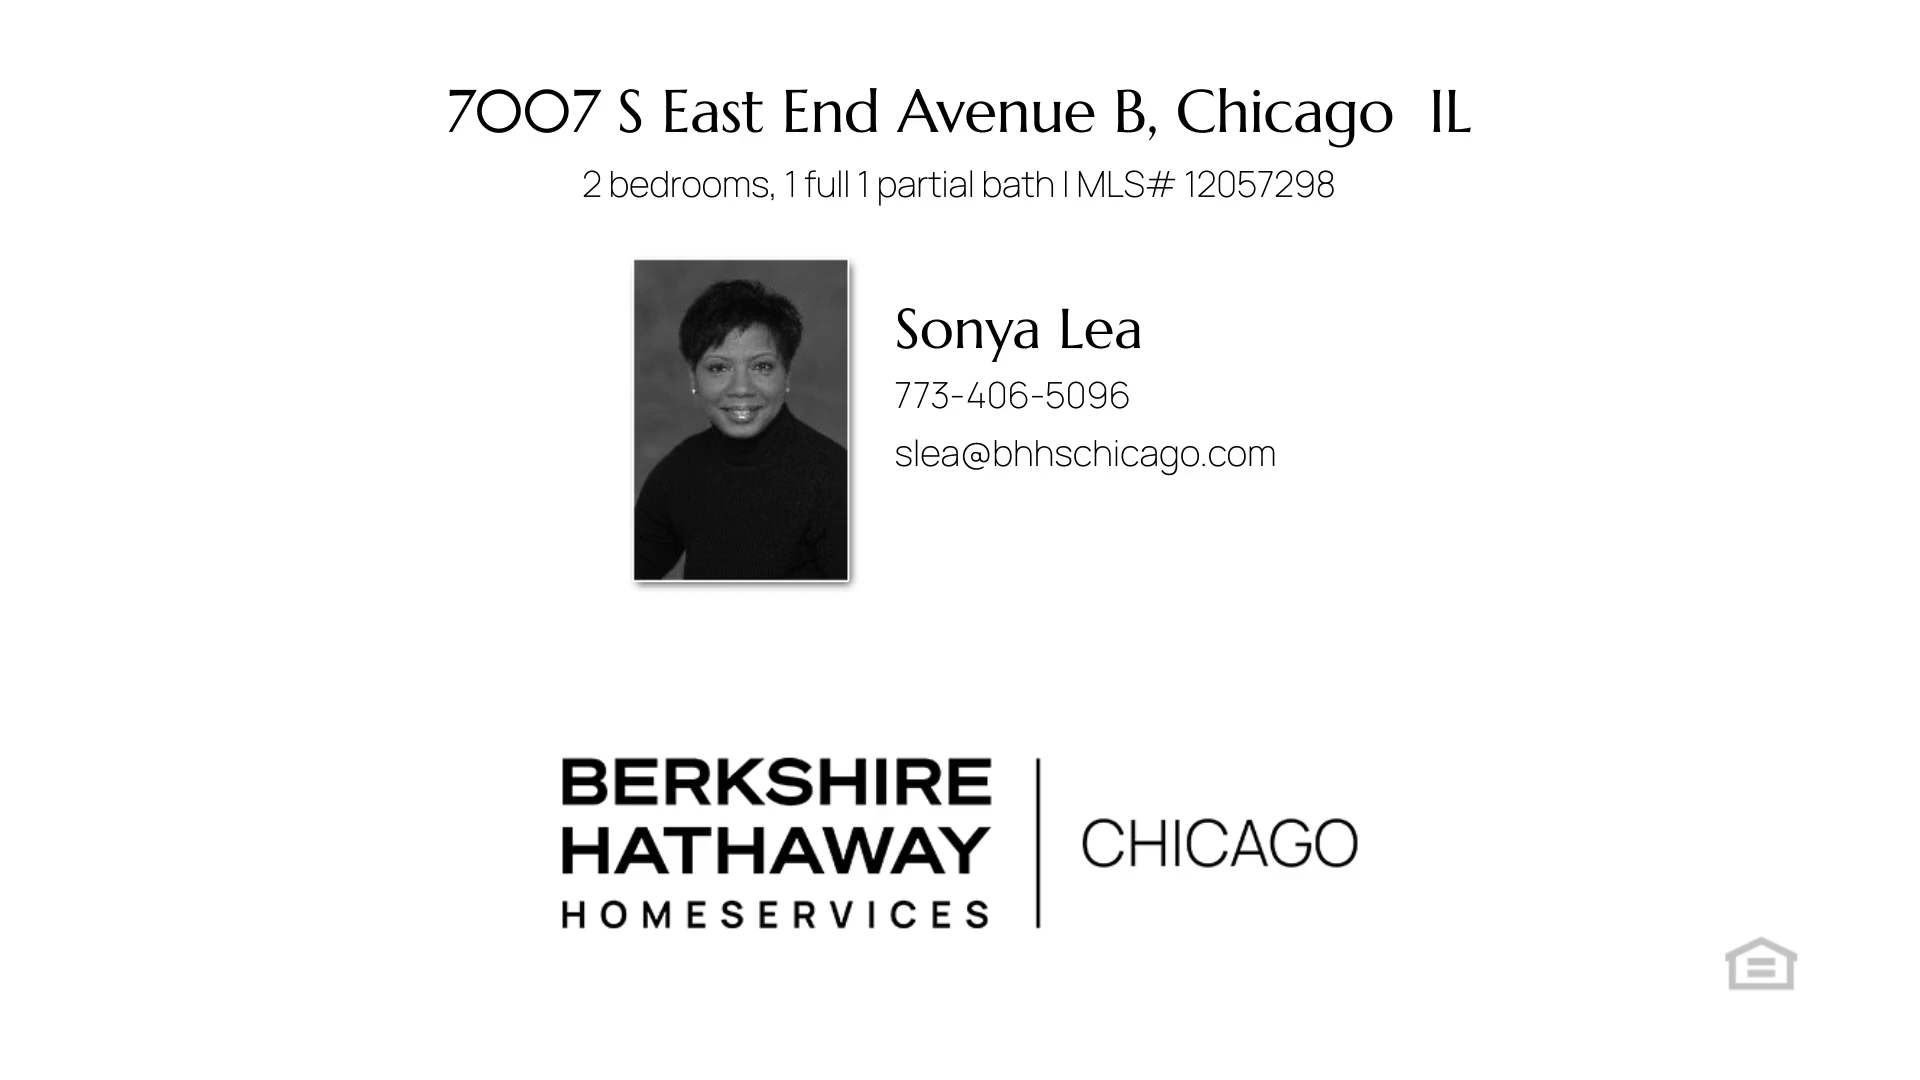 7007 S East End Avenue B, Chicago  IL
2 bedrooms, 1 full 1 partial bath | MLS# 12057298
Sonya Lea
773-406-5096
slea@bhhschicago.com
BERKSHIRE
HATHAWAY
HOMESERVICES
CHICAGO